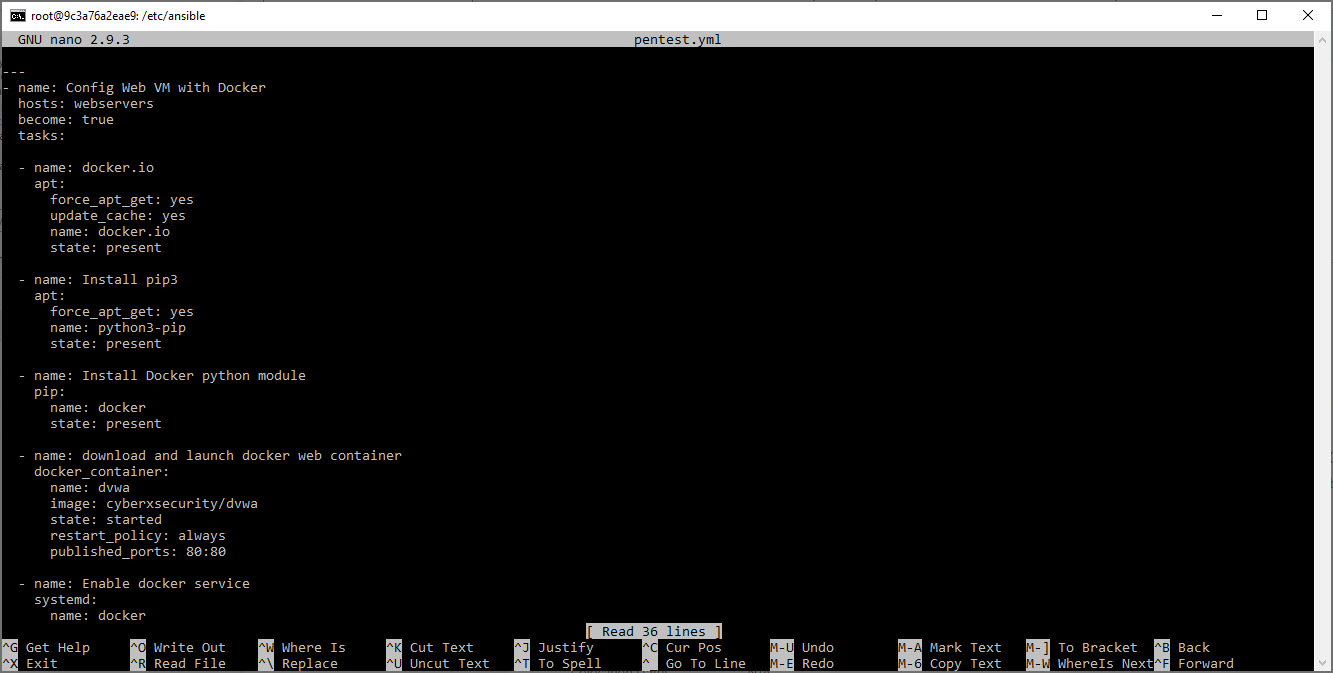 root@9c3a76a2eae9: /etc/ansible
GNU nano 2.9.3 pentest.yml
---
- name: Config Web VM with Docker
  hosts: webservers
  become: true
  tasks:

  - name: docker.io
    apt:
      force_apt_get: yes
      update_cache: yes
      name: docker.io
      state: present

  - name: Install pip3
    apt:
      force_apt_get: yes
      name: python3-pip
      state: present

  - name: Install Docker python module
    pip:
      name: docker
      state: present

  - name: download and launch docker web container
    docker_container:
      name: dvwa
      image: cyberxsecurity/dvwa
      state: started
      restart_policy: always
      published_ports: 80:80

  - name: Enable docker service
    systemd:
      name: docker
[ Read 36 lines ]
^G Get Help ^O Write Out ^W Where Is ^K Cut Text ^J Justify ^C Cur Pos M-U Undo M-A Mark Text M-] To Bracket ^B Back
^X Exit ^R Read File ^\ Replace ^U Uncut Text ^T To Spell ^_ Go To Line M-E Redo M-6 Copy Text M-W WhereIs Next ^F Forward